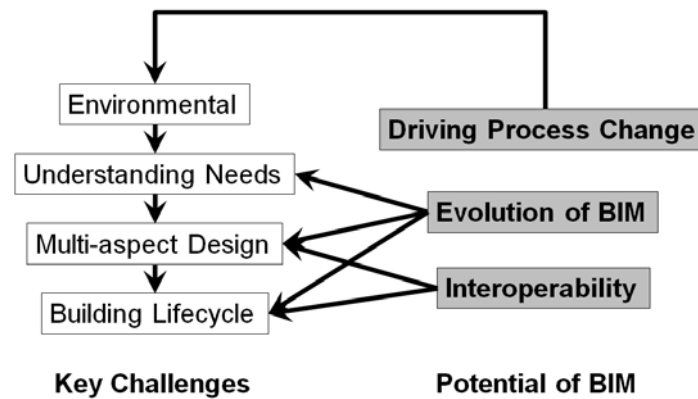 Environmental
Driving Process Change
Understanding Needs
Evolution of BIM
Multi-aspect Design
Interoperability
Building Lifecycle
Key Challenges
Potential of BIM